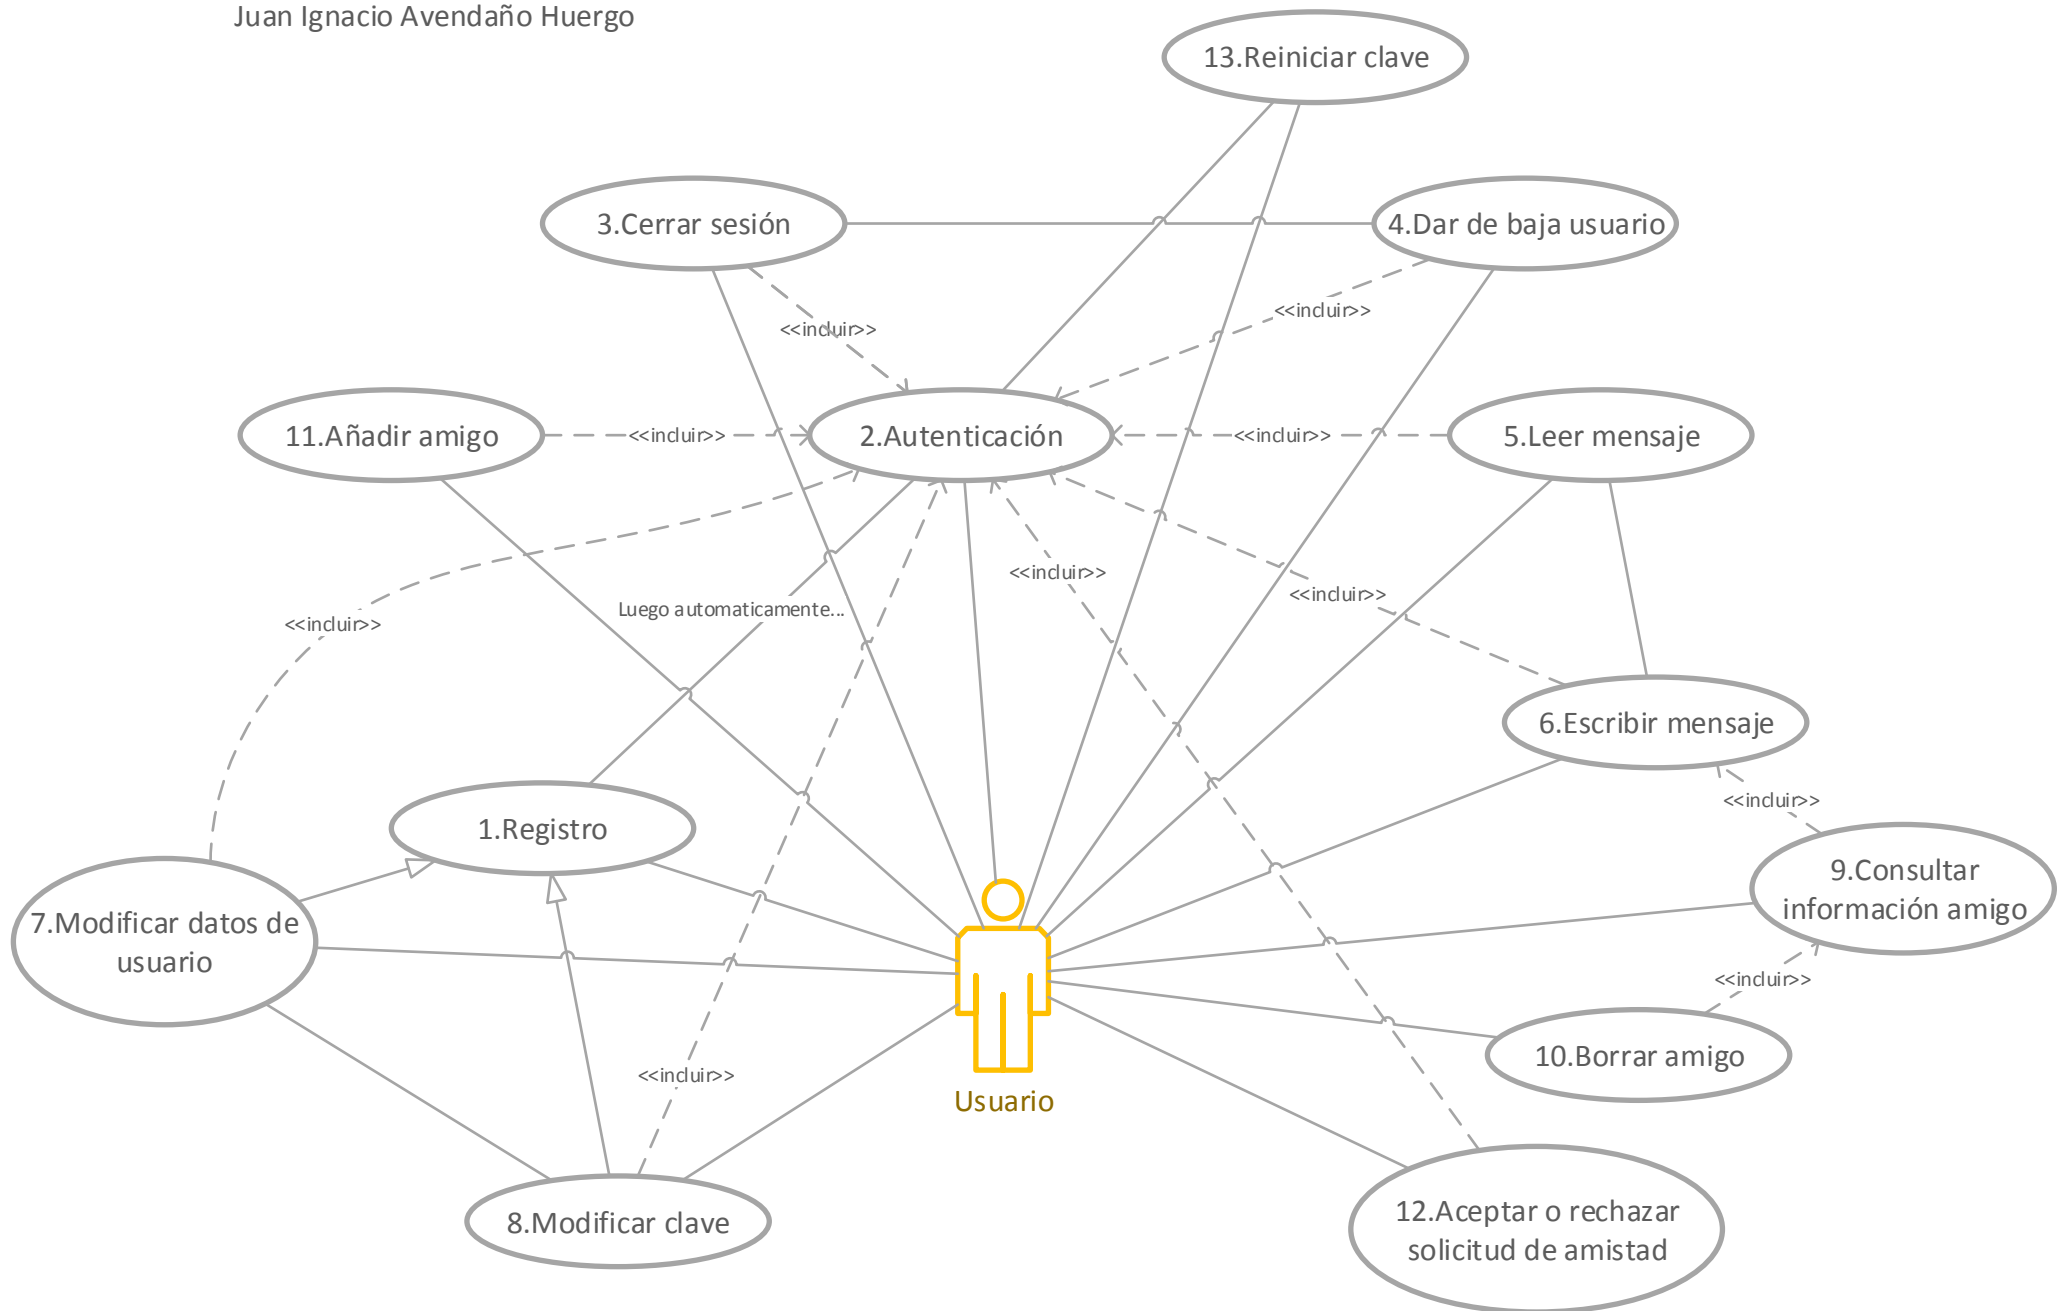 Juan Ignacio Avendaño Huergo
13.Reiniciar clave
3.Cerrar sesión
4.Dar de baja usuario
<<incluir>>
<<incluir>>
11.Añadir amigo
<<incluir>>
2.Autenticación
<<incluir>>
5.Leer mensaje
<<incluir>>
<<incluir>>
Luego automaticamente...
<<incluir>>
6.Escribir mensaje
<<incluir>>
1.Registro
9.Consultar
información amigo
7.Modificar datos de
usuario
<<incluir>>
10.Borrar amigo
<<incluir>>
Usuario
8.Modificar clave
12.Aceptar o rechazar
solicitud de amistad